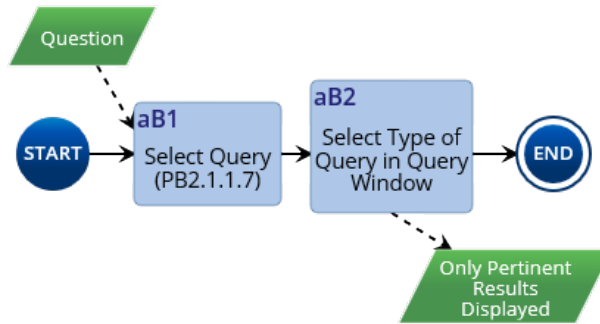 Question
START
aB1
Select Query
(PB2.1.1.7)
aB2
Select Type of
Query in Query
Window
END
Only Pertinent
Results
Displayed